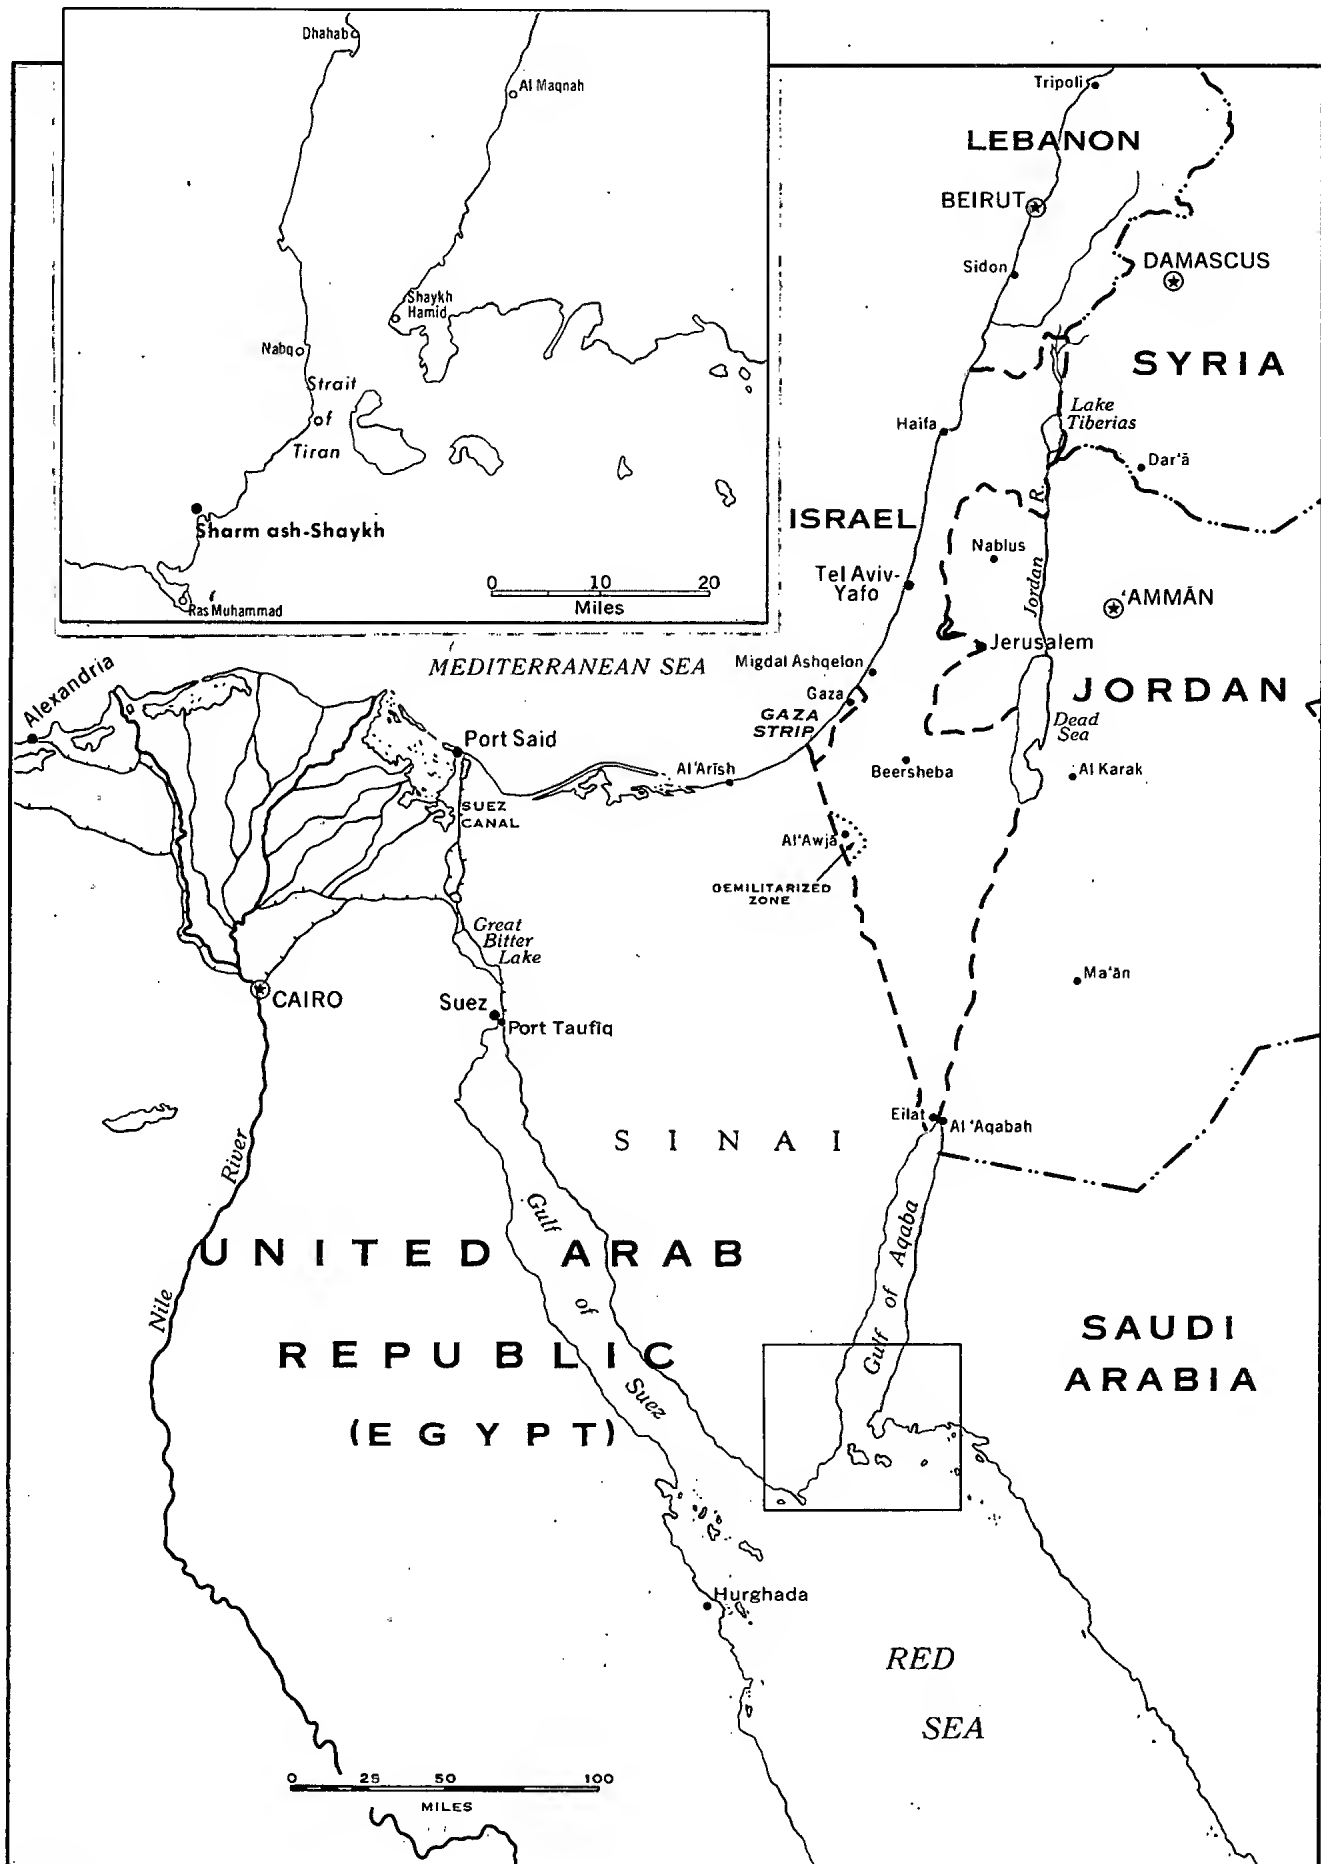 Dhahab
Al Maqnah
Shaykh
Hamid
Nabq
Strait
of
Tiran
Sharm ash-Shaykh
Ras Muhammad
0 10 20
Miles
Tripoli
LEBANON
BEIRUT
Sidon
DAMASCUS
SYRIA
Lake
Tiberias
Haifa
Dar'ā
ISRAEL
Nablus
Jordan R.
Tel Aviv-
Yafo
'AMMĀN
Jerusalem
MEDITERRANEAN SEA
Migdal Ashqelon
Gaza
GAZA
STRIP
JORDAN
Dead
Sea
Alexandria
Port Said
Al 'Arīsh
Beersheba
Al Karak
SUEZ
CANAL
Al 'Awjā
DEMILITARIZED
ZONE
Great
Bitter
Lake
Ma'ān
CAIRO
Suez
Port Taufiq
Eilat
Al 'Aqabah
SINAI
Nile River
Gulf of Suez
Gulf of Aqaba
UNITED ARAB
REPUBLIC
(EGYPT)
SAUDI
ARABIA
Hurghada
RED
SEA
0 25 50 100
MILES